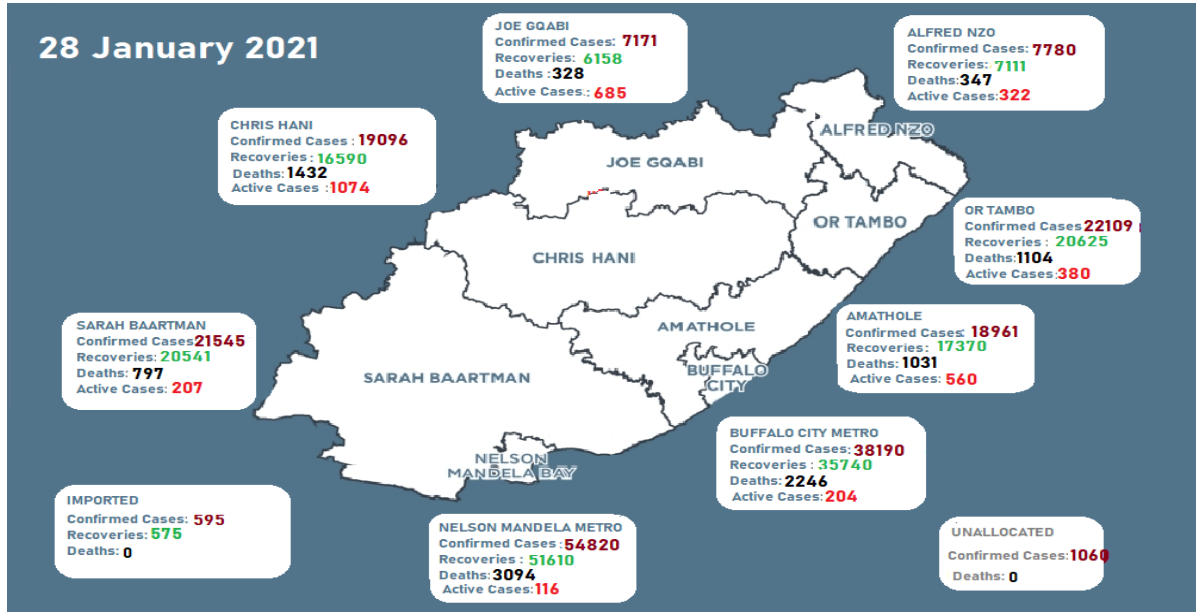 28 January 2021
JOE GQABI
Confirmed Cases: 7171
Recoveries: 6158
Deaths :328
Active Cases.: 685
ALFRED NZO
Confirmed Cases: 7780
Recoveries: 7111
Deaths:347
Active Cases:322
CHRIS HANI
Confirmed Cases : 19096
Recoveries : 16590
Deaths: 1432
Active Cases :1074
ALFRED NZO
JOE GQABI
OR TAMBO
OR TAMBO
Confirmed Cases 22109
Recoveries : 20625
Deaths:1104
Active Cases:380
CHRIS HANI
SARAH BAARTMAN
Confirmed Cases21545
Recoveries: 20541
Deaths: 797
Active Cases: 207
AMATHOLE
AMATHOLE
Confirmed Cases: 18961
Recoveries : 17370
Deaths: 1031
Active Cases: 560
SARAH BAARTMAN
BUFFALO
CITY
BUFFALO CITY METRO
Confirmed Cases: 38190
Recoveries : 35740
Deaths: 2246
Active Cases: 204
NELSON
MANDELA BAY
IMPORTED
Confirmed Cases: 595
Recoveries: 575
Deaths: 0
NELSON MANDELA METRO
Confirmed Cases :54820
Recoveries : 51610
Deaths:3094
Active Cases :116
UNALLOCATED
Confirmed Cases:1060
Deaths: 0